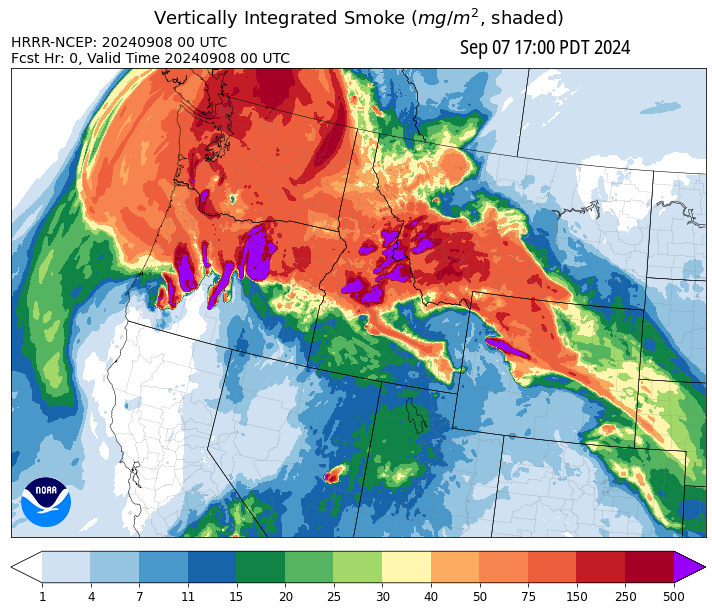 Vertically Integrated Smoke (mg/m², shaded)
HRRR-NCEP: 20240908 00 UTC
Sep 07 17:00 PDT 2024
Fcst Hr: 0, Valid Time 20240908 00 UTC
NOAA
1 4 7 11 15 20 25 30 40 50 75 150 250 500